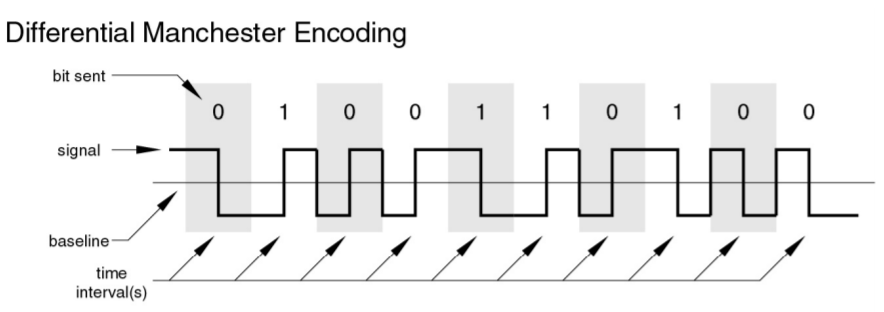 Differential Manchester Encoding
bit sent
0 1 0 0 1 1 0 1 0 0
signal
baseline
time
interval(s)